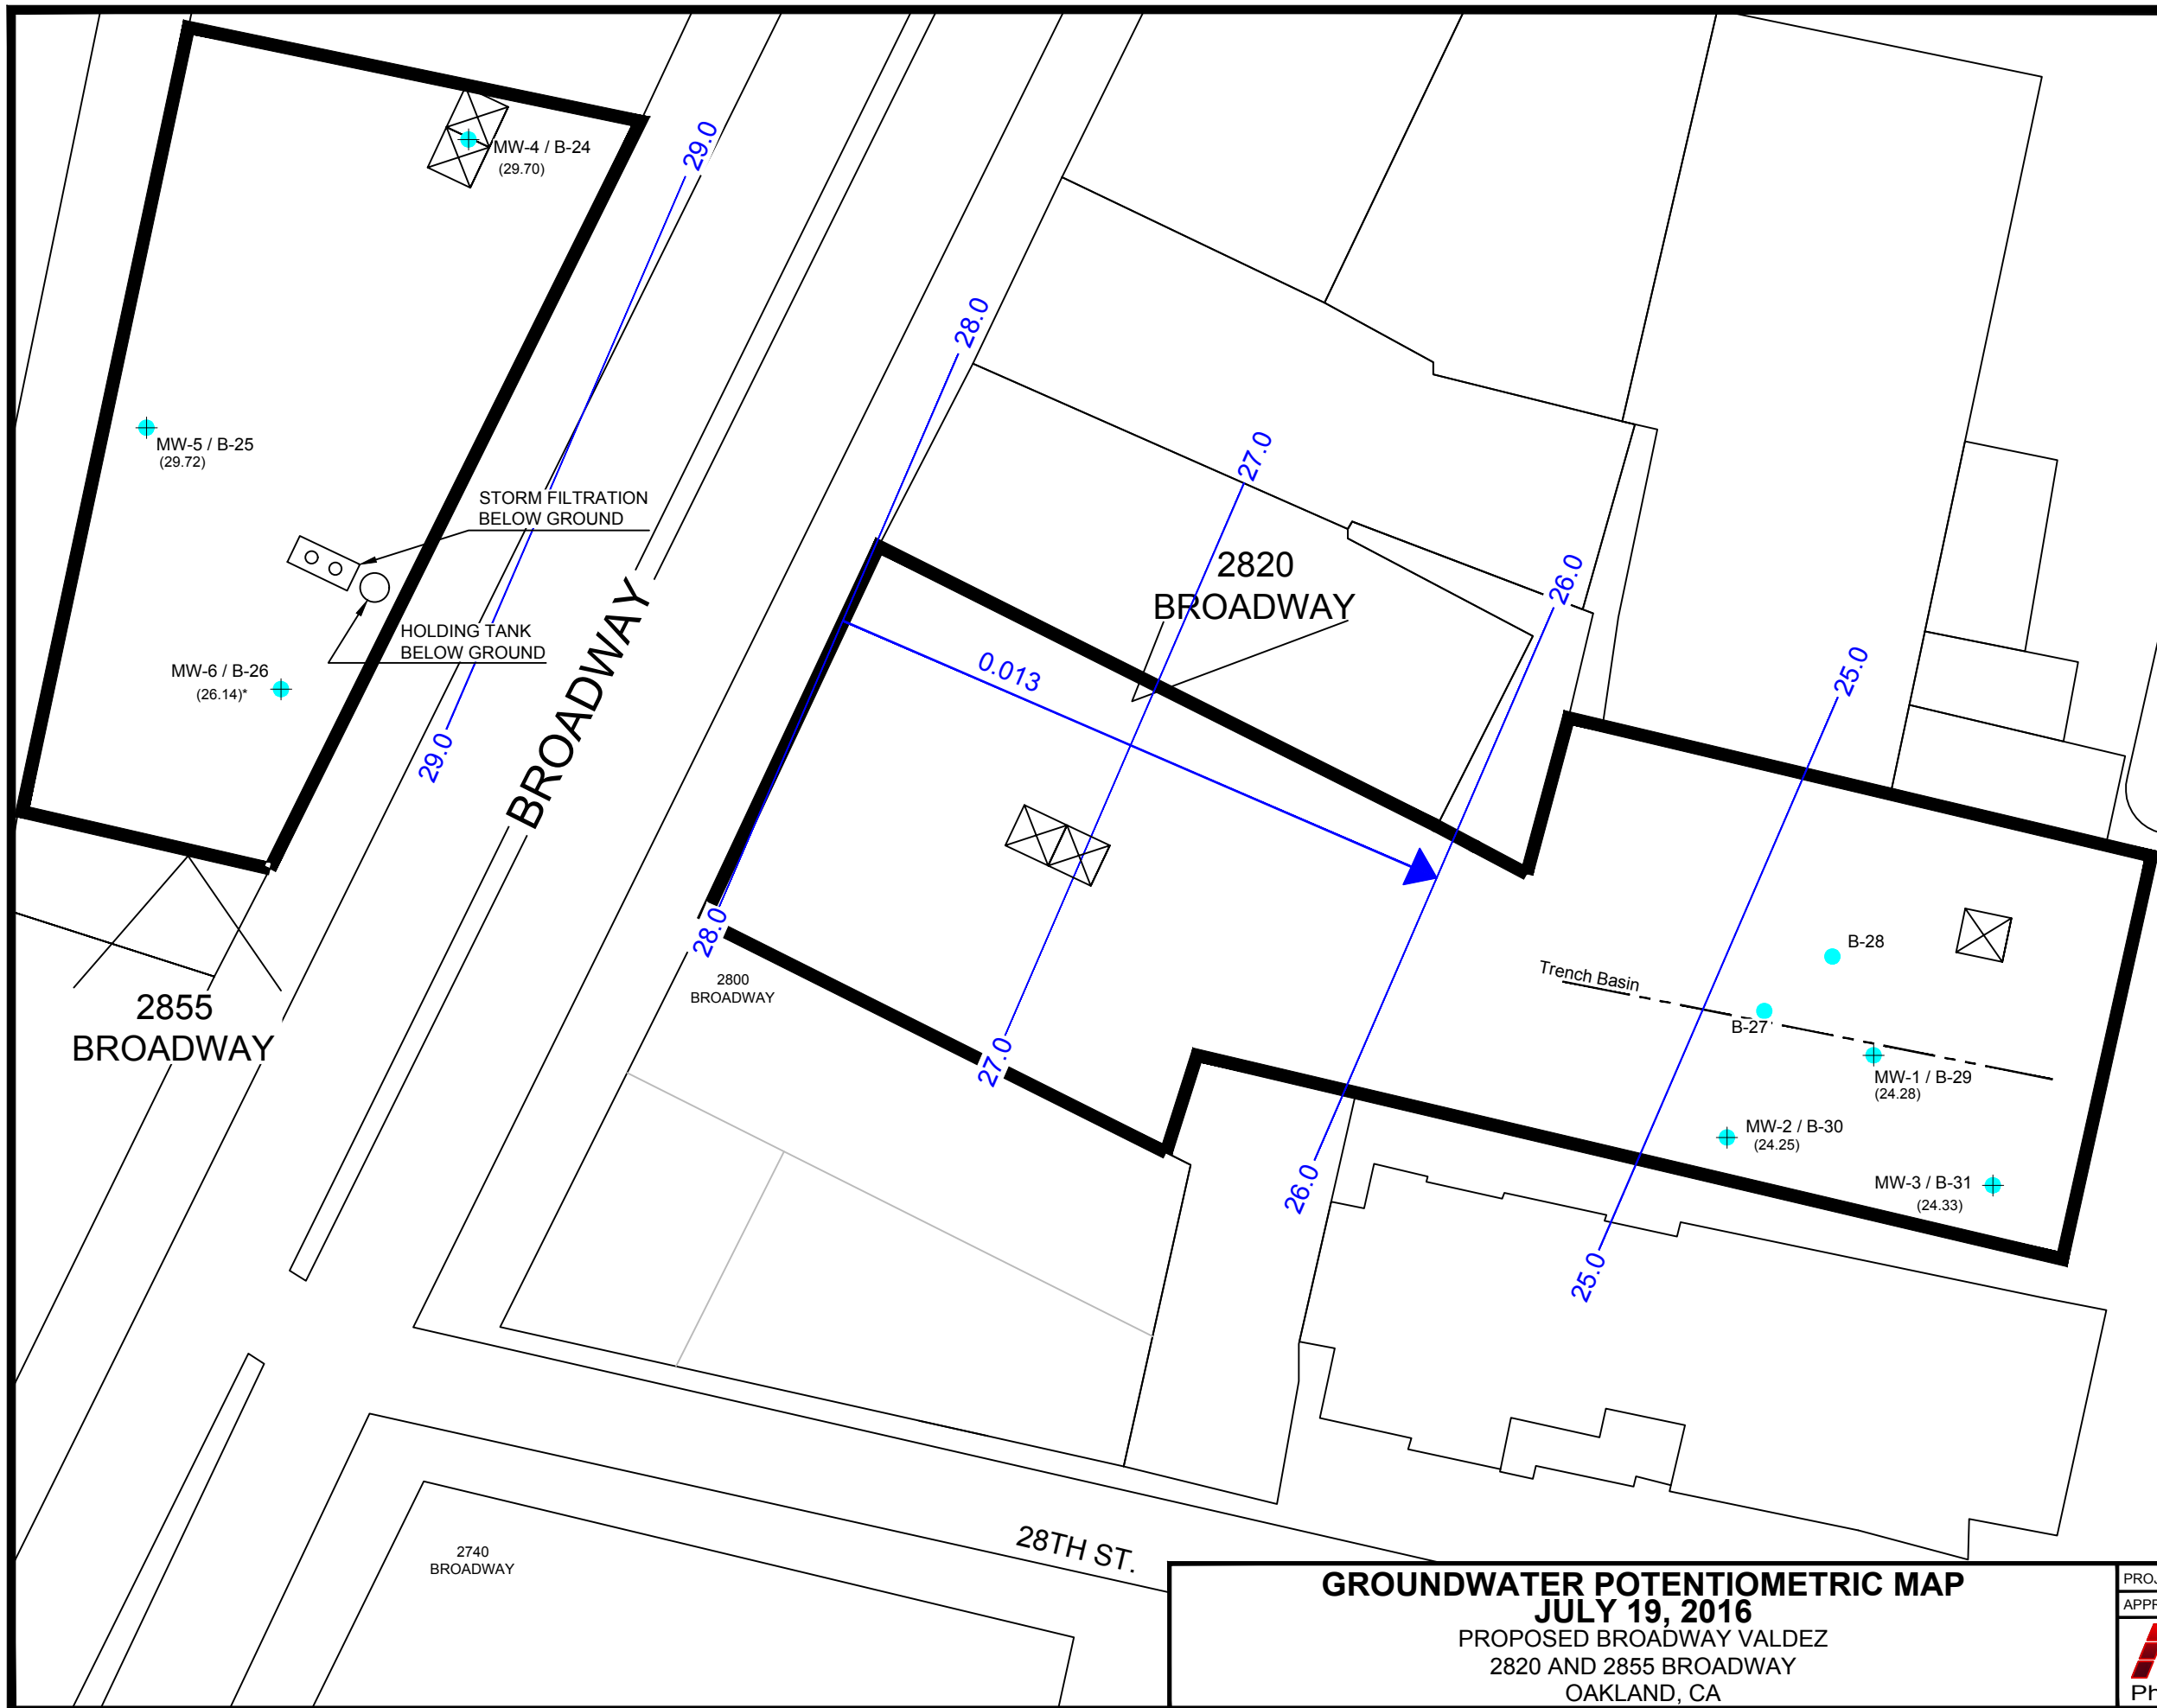 29.0
MW-4 / B-24
(29.70)
28.0
MW-5 / B-25
(29.72)
27.0
STORM FILTRATION
BELOW GROUND
2820
BROADWAY
26.0
HOLDING TANK
BELOW GROUND
BROADWAY
0.013
25.0
MW-6 / B-26
(26.14)*
29.0
28.0
2800
BROADWAY
B-28
Trench Basin
B-27
2855
BROADWAY
27.0
MW-1 / B-29
(24.28)
MW-2 / B-30
(24.25)
26.0
MW-3 / B-31
(24.33)
25.0
28TH ST.
2740
BROADWAY
GROUNDWATER POTENTIOMETRIC MAP
JULY 19, 2016
PROPOSED BROADWAY VALDEZ
2820 AND 2855 BROADWAY
OAKLAND, CA